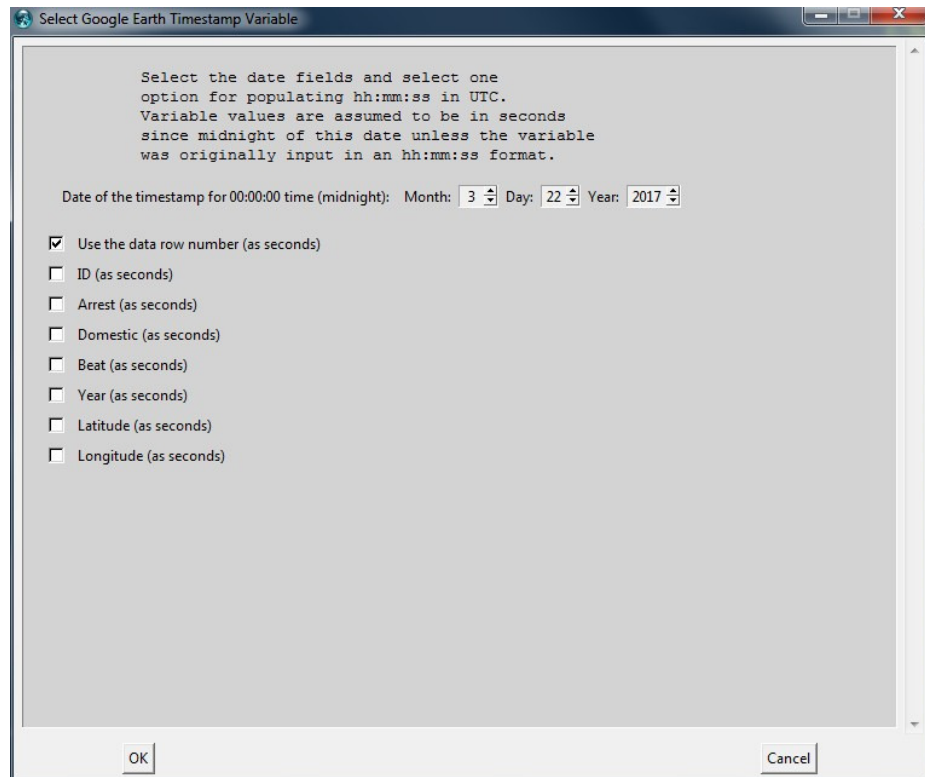 Select Google Earth Timestamp Variable
Select the date fields and select one
option for populating hh:mm:ss in UTC.
Variable values are assumed to be in seconds
since midnight of this date unless the variable
was originally input in an hh:mm:ss format.
Date of the timestamp for 00:00:00 time (midnight): Month: 3 Day: 22 Year: 2017
Use the data row number (as seconds)
ID (as seconds)
Arrest (as seconds)
Domestic (as seconds)
Beat (as seconds)
Year (as seconds)
Latitude (as seconds)
Longitude (as seconds)
OK Cancel